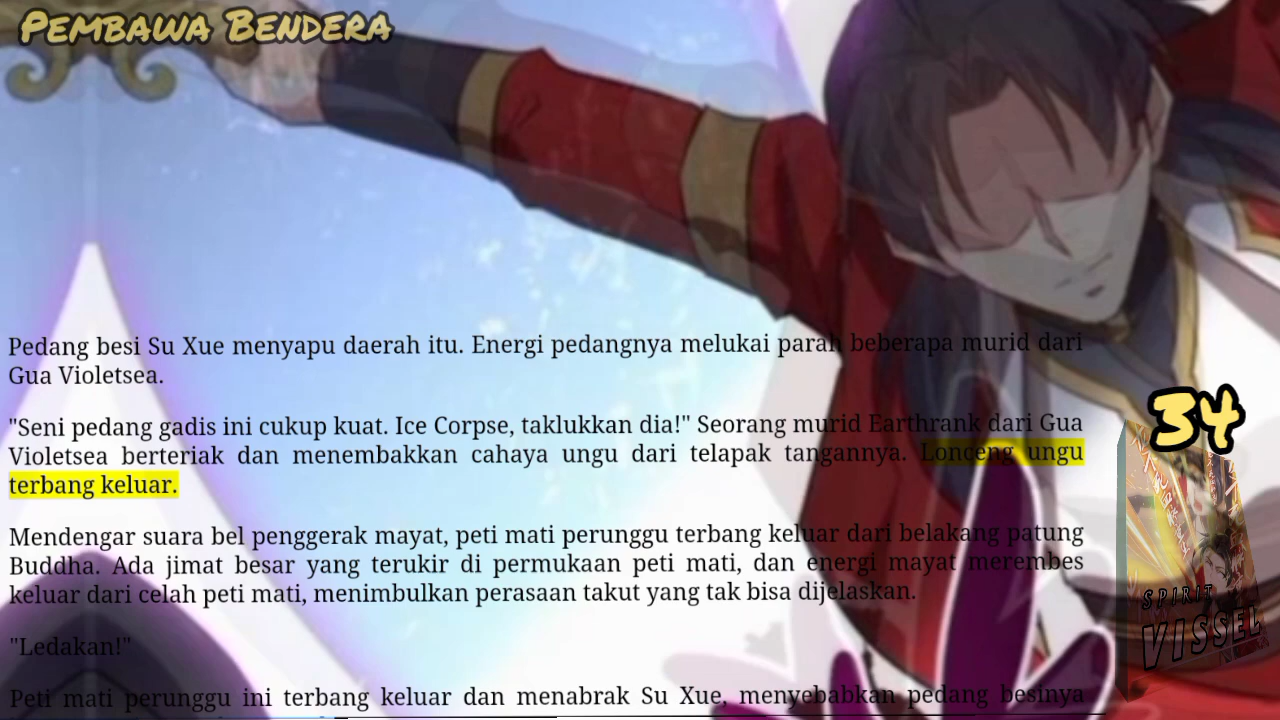 Pembawa Bendera
Pedang besi Su Xue menyapu daerah itu. Energi pedangnya melukai parah beberapa murid dari
Gua Violetsea.
"Seni pedang gadis ini cukup kuat. Ice Corpse, taklukkan dia!" Seorang murid Earthrank dari Gua
Violetsea berteriak dan menembakkan cahaya ungu dari telapak tangannya. Lonceng ungu
terbang keluar.
34
Mendengar suara bel penggerak mayat, peti mati perunggu terbang keluar dari belakang patung
Buddha. Ada jimat besar yang terukir di permukaan peti mati, dan energi mayat merembes
keluar dari celah peti mati, menimbulkan perasaan takut yang tak bisa dijelaskan.
SPIRIT
VISSEL
"Ledakan!"
Peti mati perunggu ini terbang keluar dan menabrak Su Xue, menyebabkan pedang besinya